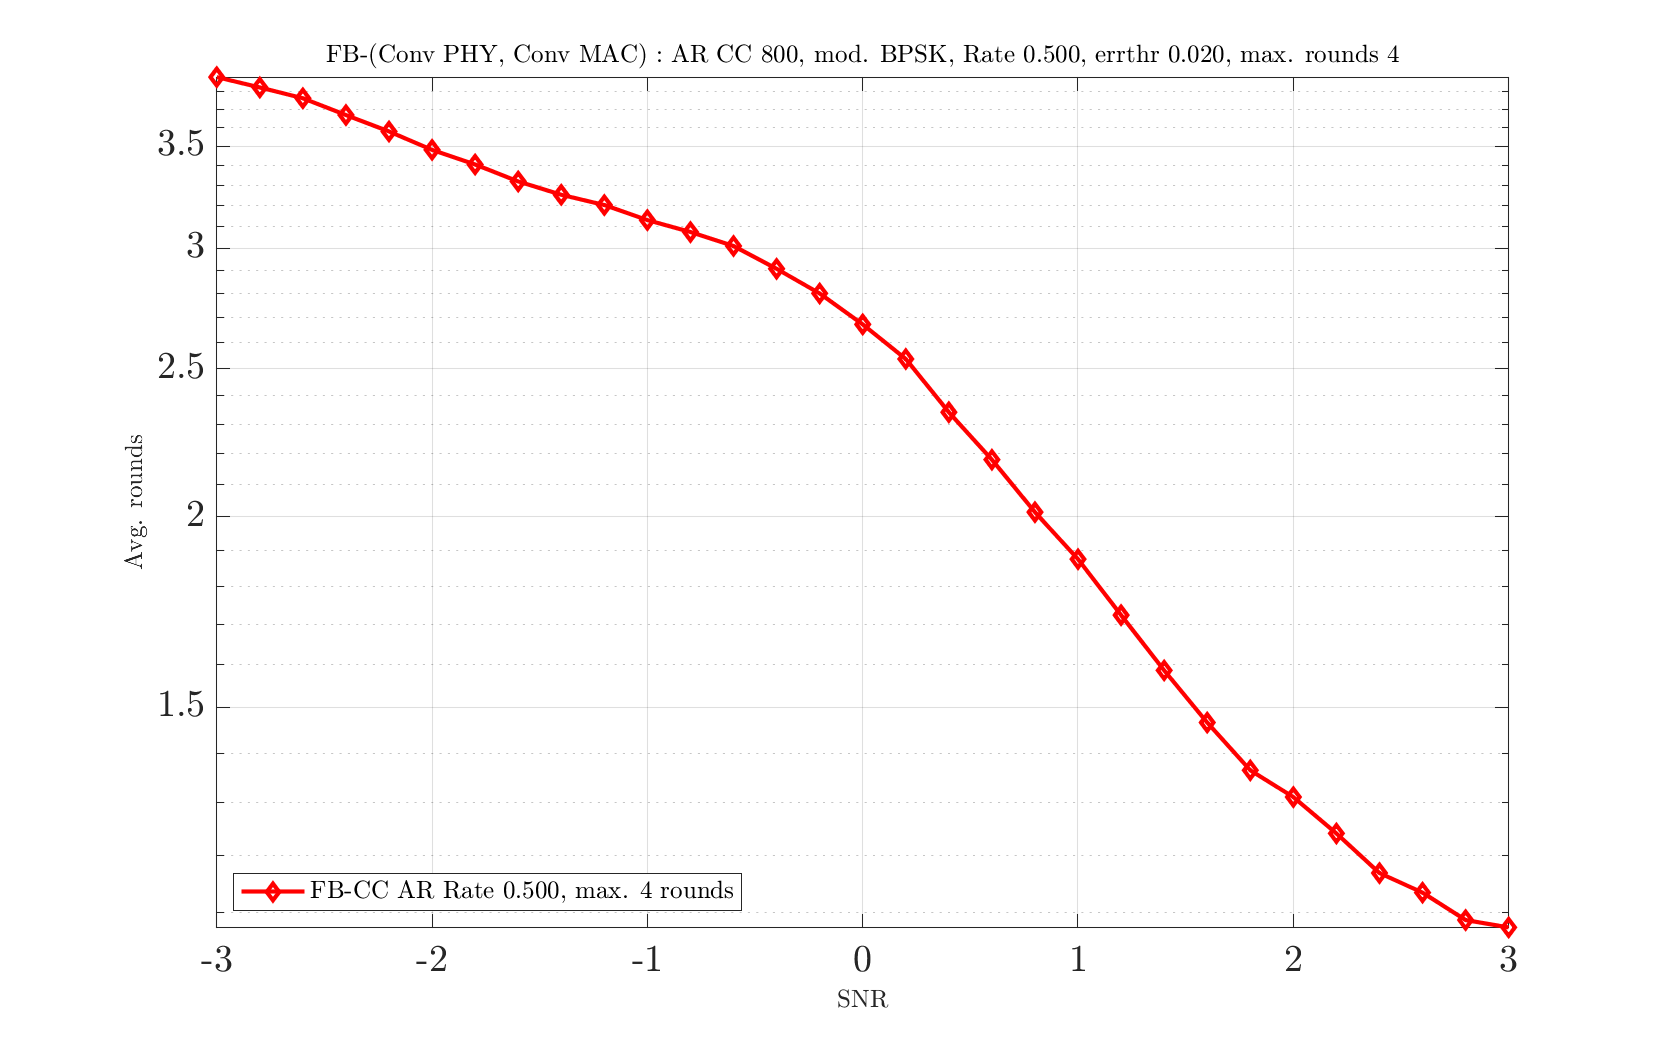 FB-(Conv PHY, Conv MAC) : AR CC 800, mod. BPSK, Rate 0.500, errthr 0.020, max. rounds 4
3.5
3
2.5
2
1.5
Avg. rounds
FB-CC AR Rate 0.500, max. 4 rounds
-3 -2 -1 0 1 2 3
SNR